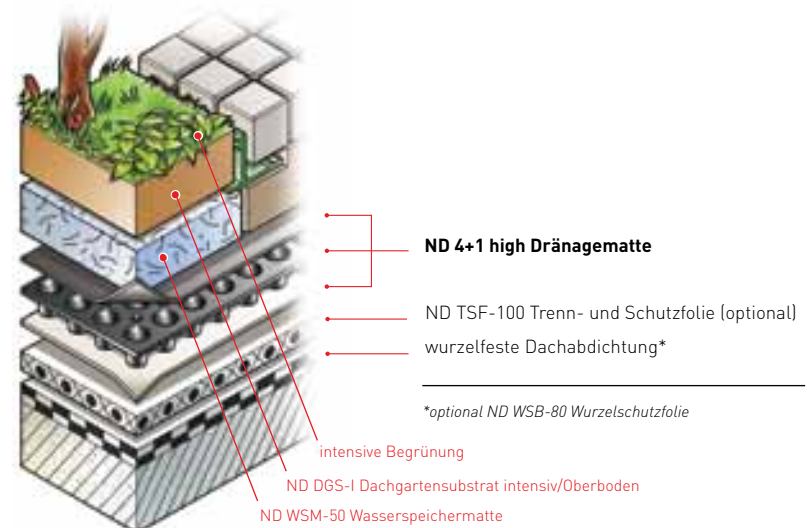 ND 4+1 high Dränagematte
ND TSF-100 Trenn- und Schutzfolie (optional)
wurzelfeste Dachabdichtung*
*optional ND WSB-80 Wurzelschutzfolie
intensive Begrünung
ND DGS-I Dachgartensubstrat intensiv/Oberboden
ND WSM-50 Wasserspeichermatte